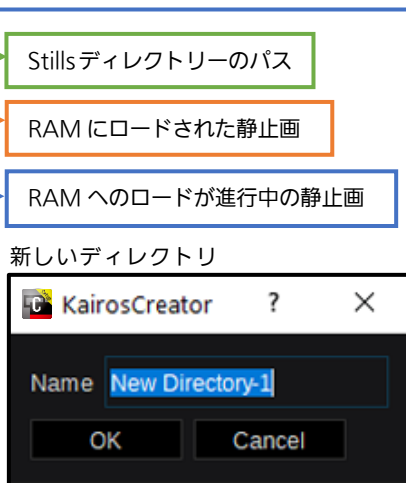 Stillsディレクトリーのパス
RAM にロードされた静止画
RAM へのロードが進行中の静止画
新しいディレクトリ
C KairosCreator ? ×
Name New Directory-1
OK Cancel